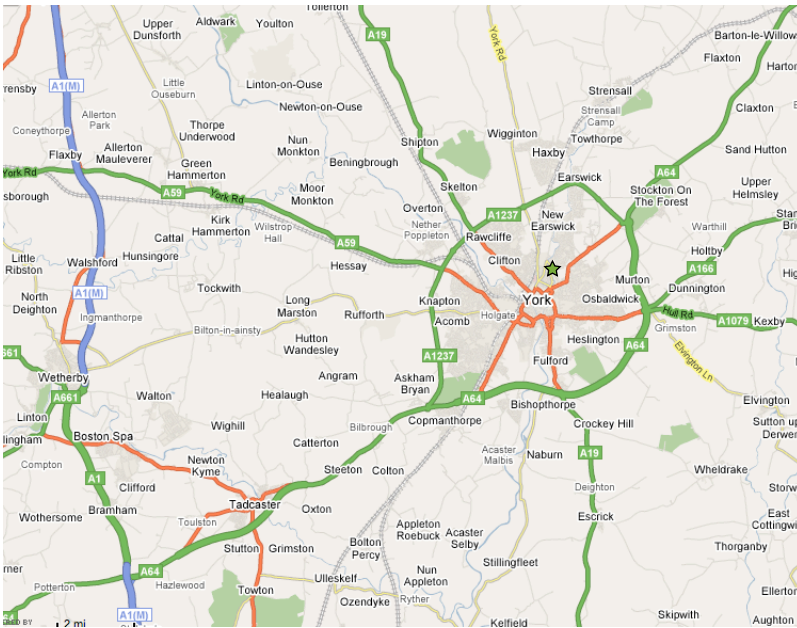 Tollerton
Aldwark
Youlton
Upper
Dunsforth
A19
York Rd
Barton-le-Willow
Flaxton
Harton
A1(M)
rensby
Little
Ouseburn
Linton-on-Ouse
Newton-on-Ouse
Strensall
Strensall
Camp
Claxton
Allerton
Park
Coneythorpe
Thorpe
Underwood
Shipton
Wigginton
Towthorpe
Nun
Monkton
Flaxby
Allerton
Mauleverer
Beningbrough
Haxby
Sand Hutton
York Rd
Green
Hammerton
A59
York Rd
Moor
Monkton
Skelton
Earswick
A64
Stockton On
The Forest
Upper
Helmsley
sborough
Overton
A1237
New
Earswick
Kirk
Hammerton
Wilstrop
Hall
Nether
Poppleton
Rawcliffe
Warthill
Cattal
A59
Holtby
Little
Ribston
Walshford
Hunsingore
Hessay
Clifton
A166
Murton
Dunnington
North
Deighton
A1(M)
Tockwith
Long
Marston
Knapton
York
Osbaldwick
Ingmanthorpe
Rufforth
Acomb
Holgate
Hull Rd
A1079
Kexby
Bilton-in-ainsty
Grimston
Hutton
Wandesley
Heslington
A64
A1237
Fulford
Elvington Ln
Wetherby
Angram
Askham
Bryan
A661
Walton
Healaugh
A64
Bishopthorpe
Elvington
Linton
Wighill
Bilbrough
Copmanthorpe
Crockey Hill
Sutton up
Derwen
Boston Spa
Catterton
A19
Compton
Newton
Kyme
Steeton
Colton
Acaster
Malbis
Naburn
Wheldrake
A1
Clifford
Deighton
Bramham
Tadcaster
Oxton
Wothersome
Toulston
Escrick
East
Cottingwi
Appleton
Roebuck
Acaster
Selby
Stutton
Grimston
Bolton
Percy
Thorganby
A64
Hazlewood
Stillingfleet
Potterton
Ulleskelf
Nun
Appleton
Towton
Ozendyke
Ryther
Ellerton
A1(M)
Skipwith
Kelfield
Aughton
2 mi